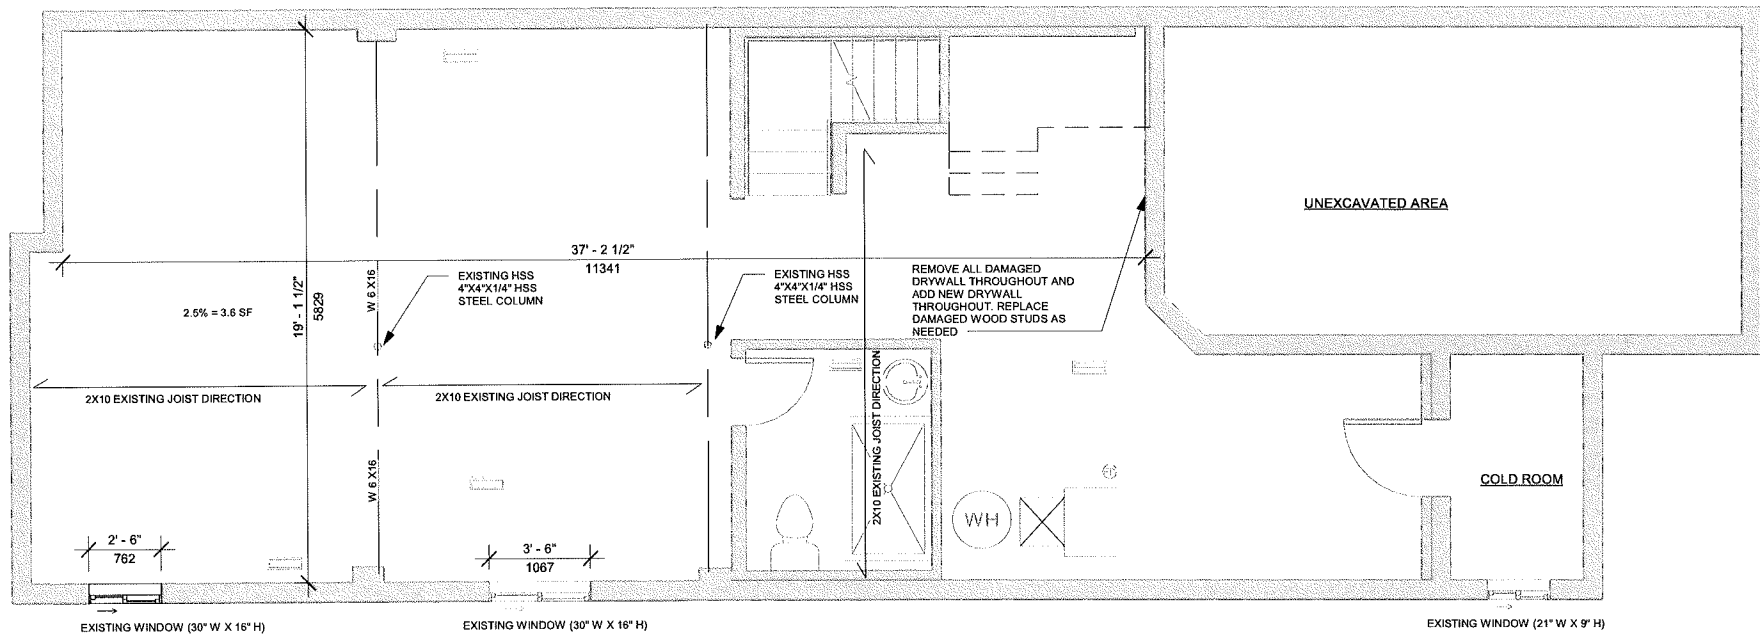 UNEXCAVATED AREA
37' - 2 1/2"
11341
W 6 X16
EXISTING HSS
4"X4"X1/4" HSS
STEEL COLUMN
EXISTING HSS
4"X4"X1/4" HSS
STEEL COLUMN
REMOVE ALL DAMAGED
DRYWALL THROUGHOUT AND
ADD NEW DRYWALL
THROUGHOUT. REPLACE
DAMAGED WOOD STUDS AS
NEEDED
2.5% = 3.6 SF
19' - 1 1/2"
5829
2X10 EXISTING JOIST DIRECTION
2X10 EXISTING JOIST DIRECTION
2X10 EXISTING JOIST DIRECTION
W 6 X16
COLD ROOM
WH
2' - 6"
762
3' - 6"
1067
EXISTING WINDOW (30" W X 16" H)
EXISTING WINDOW (30" W X 16" H)
EXISTING WINDOW (21" W X 9" H)